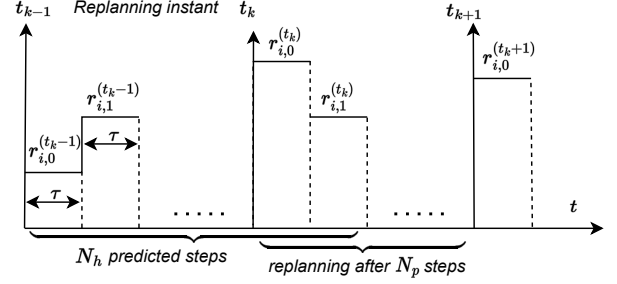 t_{k-1} Replanning instant t_k t_{k+1}
r_{i,0}^{(t_k)} r_{i,0}^{(t_k+1)}
r_{i,1}^{(t_k-1)} r_{i,1}^{(t_k)}
r_{i,0}^{(t_k-1)} τ
τ
..... ..... t
N_h predicted steps
replanning after N_p steps